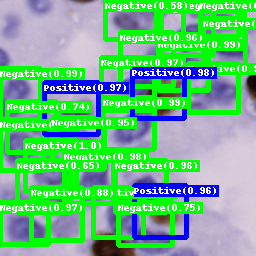 Negative(0.58)
Negative(0.96)
Negative(0.99)
Negative(0.97)
Negative(0.99)
Positive(0.98)
Positive(0.97)
Negative(0.74)
Negative(0.99)
Negative(0.95)
Negative(1.0)
Negative(0.98)
Negative(0.65)
Negative(0.96)
Negative(0.88)
Positive(0.96)
Negative(0.97)
Negative(0.75)